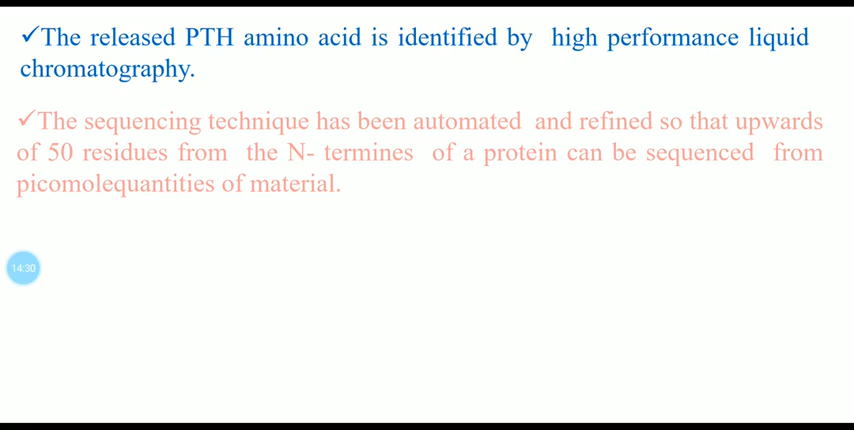 ✓The released PTH amino acid is identified by high performance liquid
chromatography.
✓The sequencing technique has been automated and refined so that upwards
of 50 residues from the N- termines of a protein can be sequenced from
picomolequantities of material.
14:30